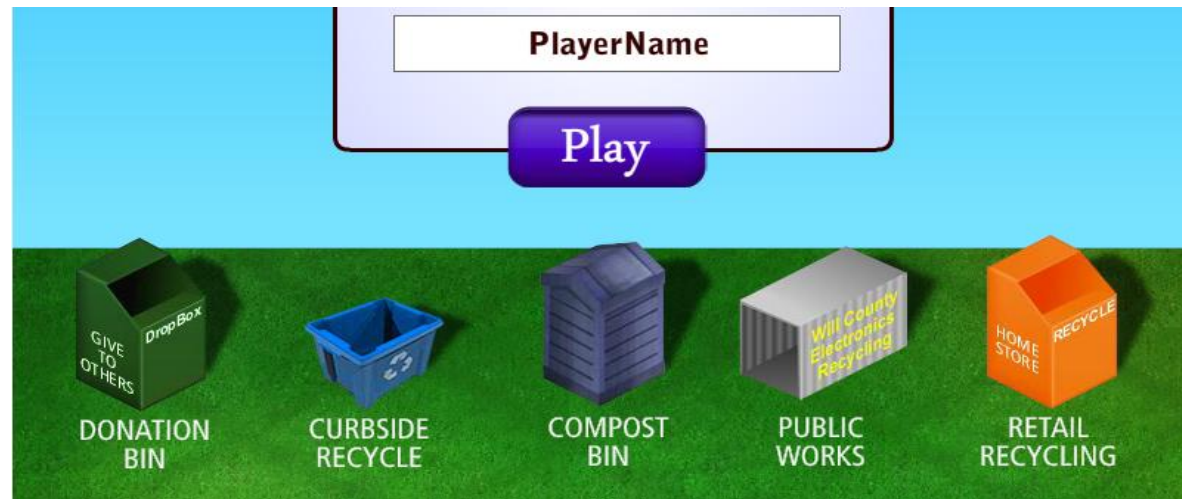 PlayerName
Play
GIVE
TO
OTHERS
DropBox
Will County
Electronics
Recycling
HOME
STORE
RECYCLE
DONATION
BIN
CURBSIDE
RECYCLE
COMPOST
BIN
PUBLIC
WORKS
RETAIL
RECYCLING